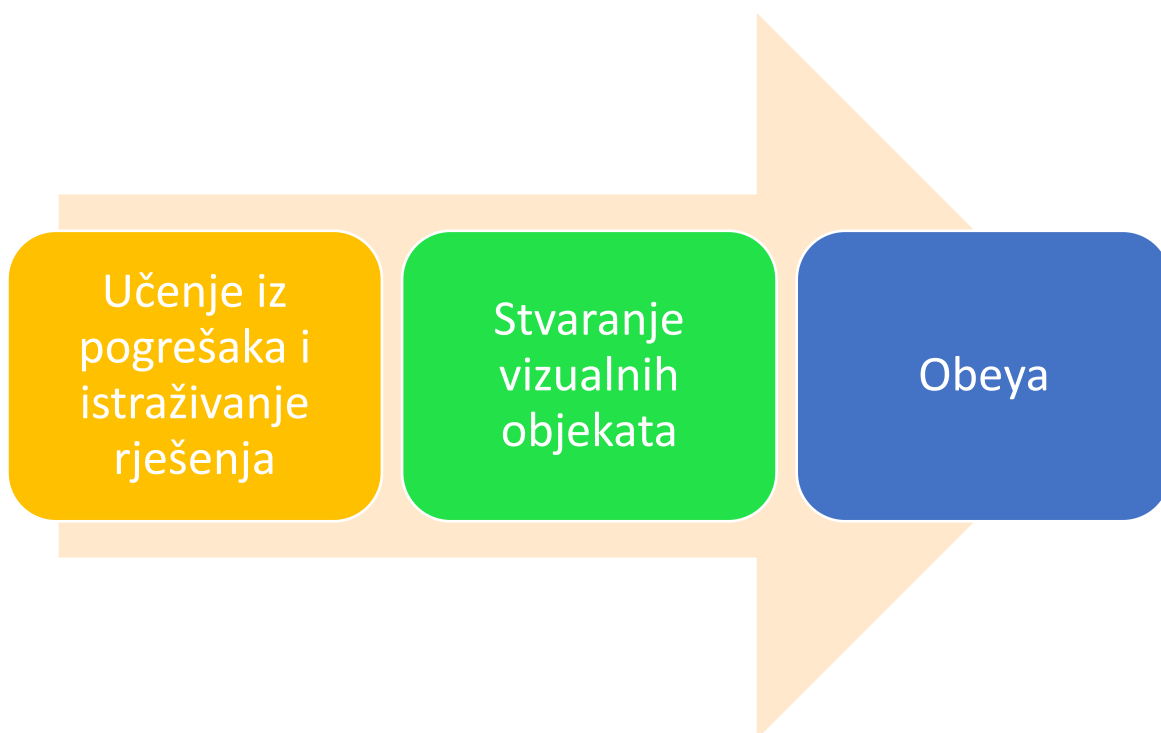 Učenje iz
pogrešaka i
istraživanje
rješenja
Stvaranje
vizualnih
objekata
Obeya